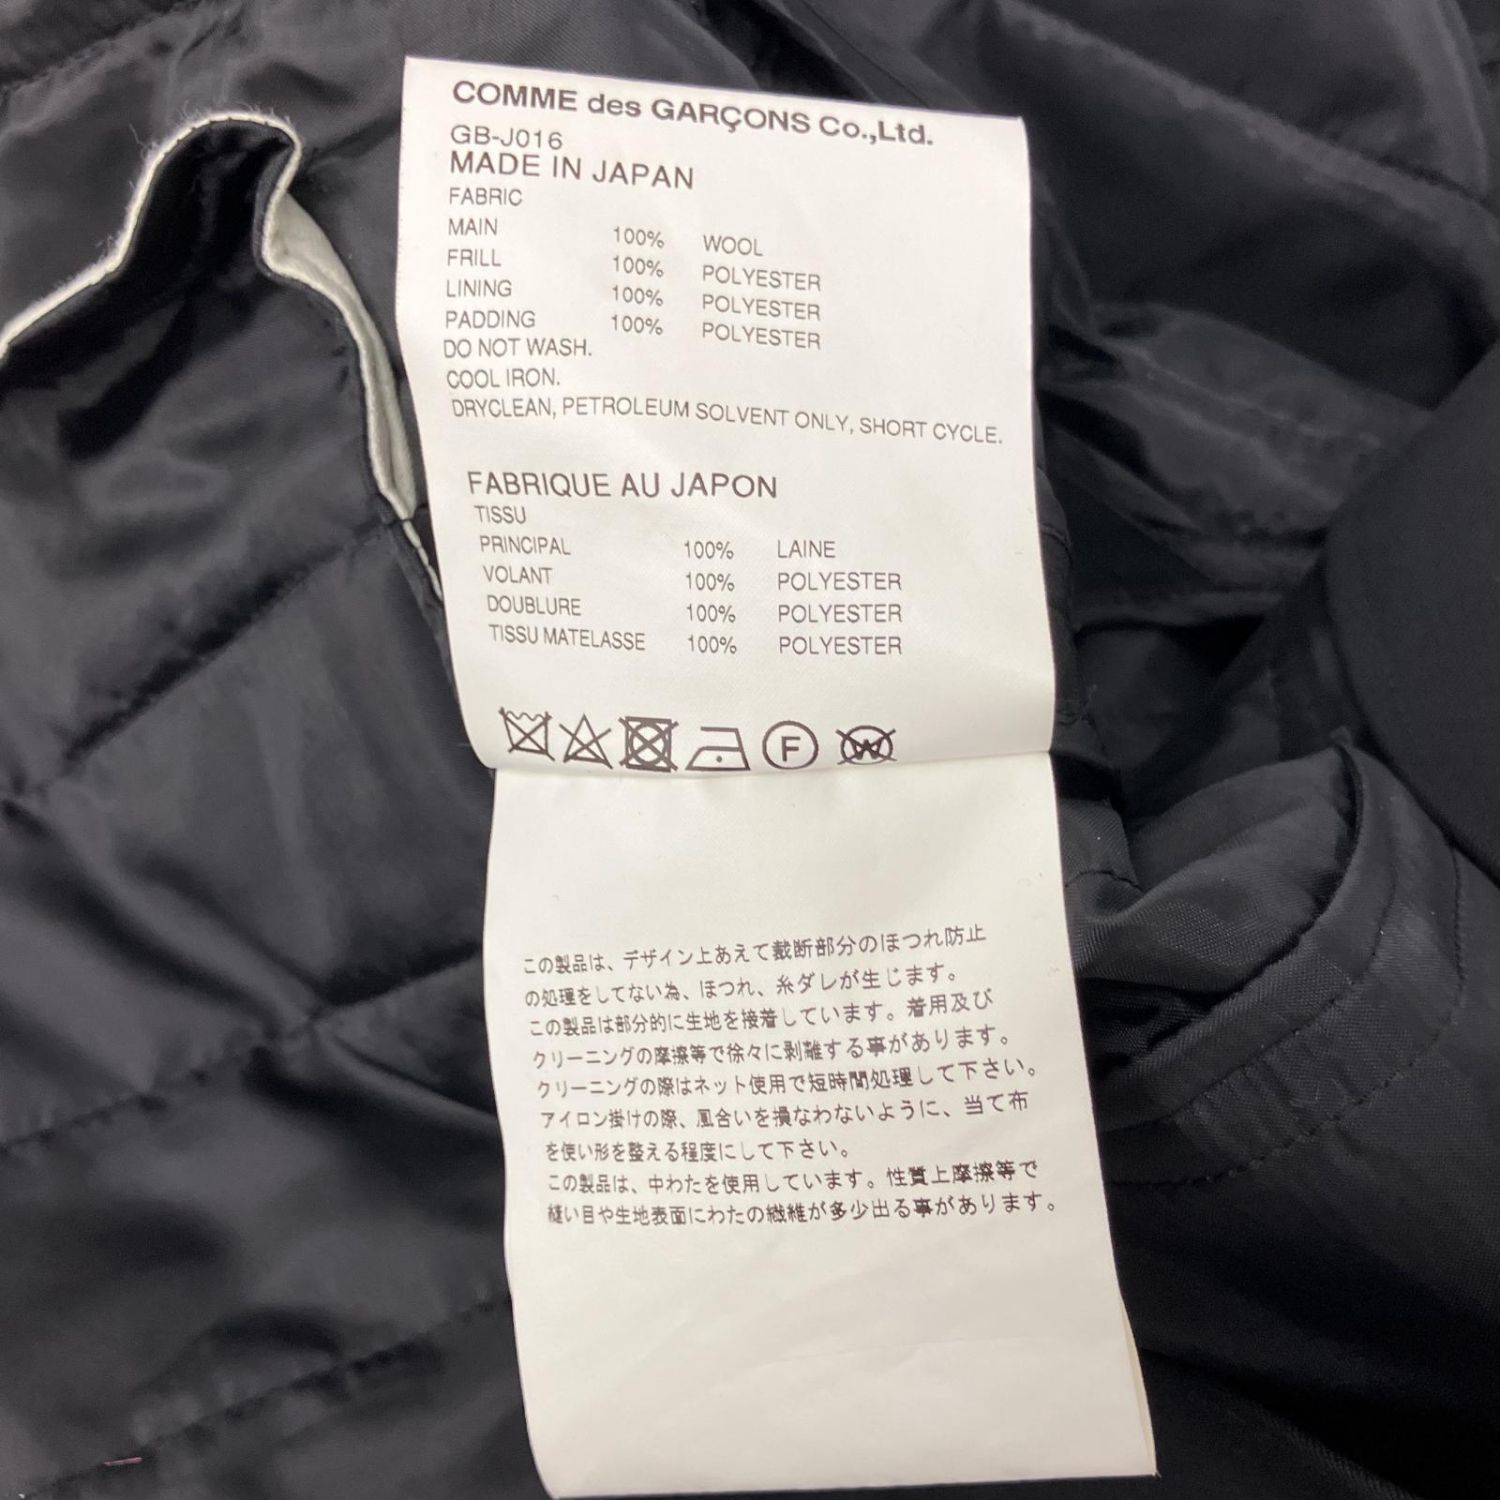 COMME des GARÇONS Co.,Ltd.
GB-J016
MADE IN JAPAN
FABRIC
MAIN 100% WOOL
FRILL 100% POLYESTER
LINING 100% POLYESTER
PADDING 100% POLYESTER
DO NOT WASH.
COOL IRON.
DRYCLEAN, PETROLEUM SOLVENT ONLY, SHORT CYCLE.
FABRIQUE AU JAPON
TISSU
PRINCIPAL 100% LAINE
VOLANT 100% POLYESTER
DOUBLURE 100% POLYESTER
TISSU MATELASSE 100% POLYESTER
F W
この製品は、デザイン上あえて裁断部分のほつれ防止
の処理をしてない為、ほつれ、糸ダレが生じます。
この製品は部分的に生地を接着しています。着用及び
クリーニングの摩擦等で徐々に剥離する事があります。
クリーニングの際はネット使用で短時間処理して下さい。
アイロン掛けの際、風合いを損なわないように、当て布
を使い形を整える程度にして下さい。
この製品は、中わたを使用しています。性質上摩擦等で
縫い目や生地表面にわたの繊維が多少出る事があります。